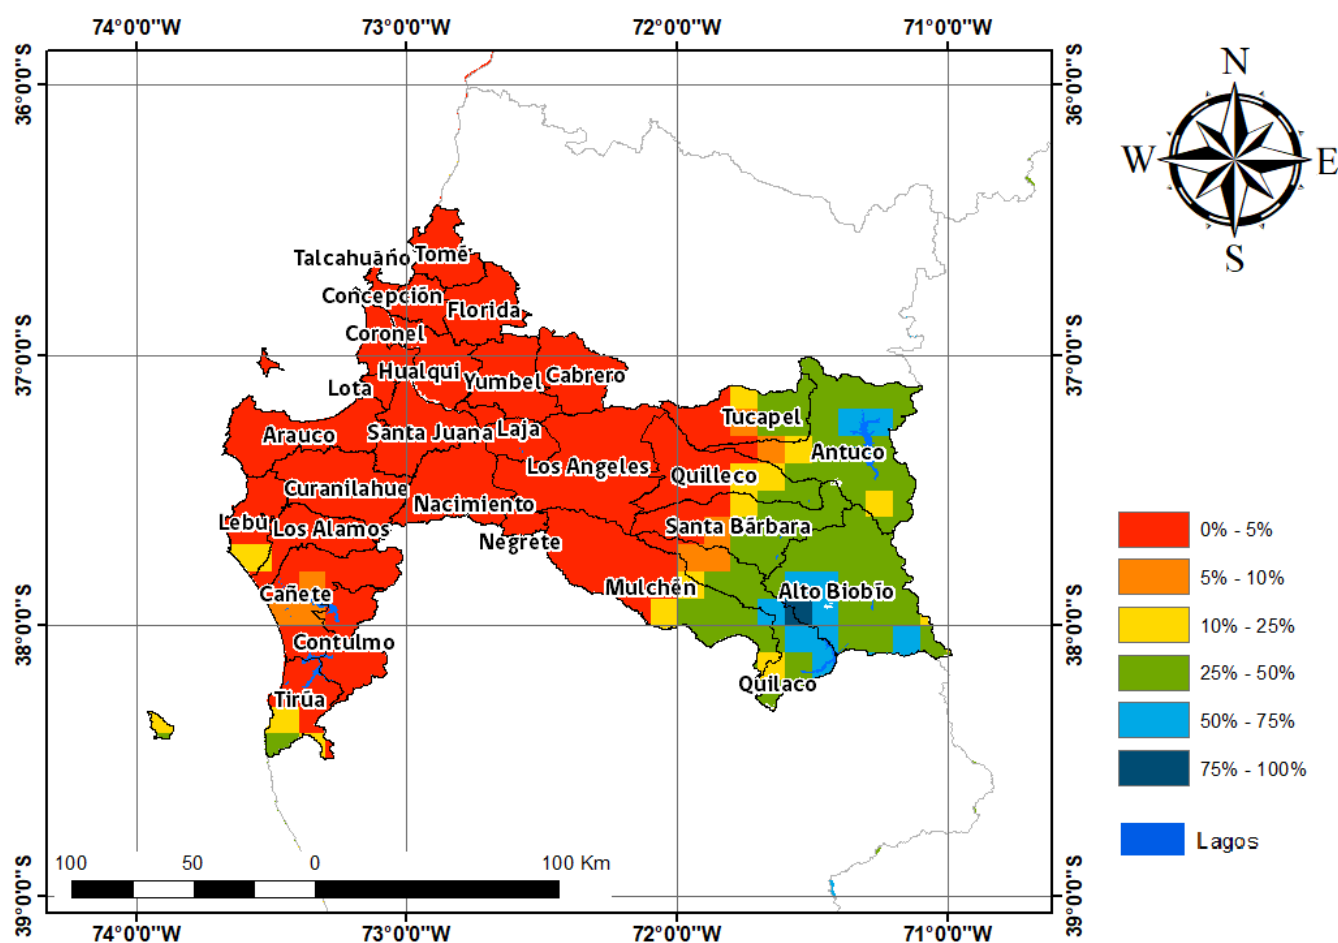 74°0'0"W 73°0'0"W 72°0'0"W 71°0'0"W
36°0'0"S 36°0'0"S
N
W E
S
Talcahuano Tomé
Concepción
Florida
Coronel
37°0'0"S 37°0'0"S
Hualqui
Yumbel
Cabrero
Lota
Tucapel
Arauco
Santa Juana
Laja
Antuco
Los Angeles
Quilleco
Curanilahue
Nacimiento
Lebu
Los Alamos
Santa Bárbara
Negrete
Mulchén
Alto Biobío
Cañete
38°0'0"S 38°0'0"S
Contulmo
Quilaco
Tirúa
0% - 5%
5% - 10%
10% - 25%
25% - 50%
50% - 75%
75% - 100%
Lagos
100 50 0 100 Km
39°0'0"S 39°0'0"S
74°0'0"W 73°0'0"W 72°0'0"W 71°0'0"W